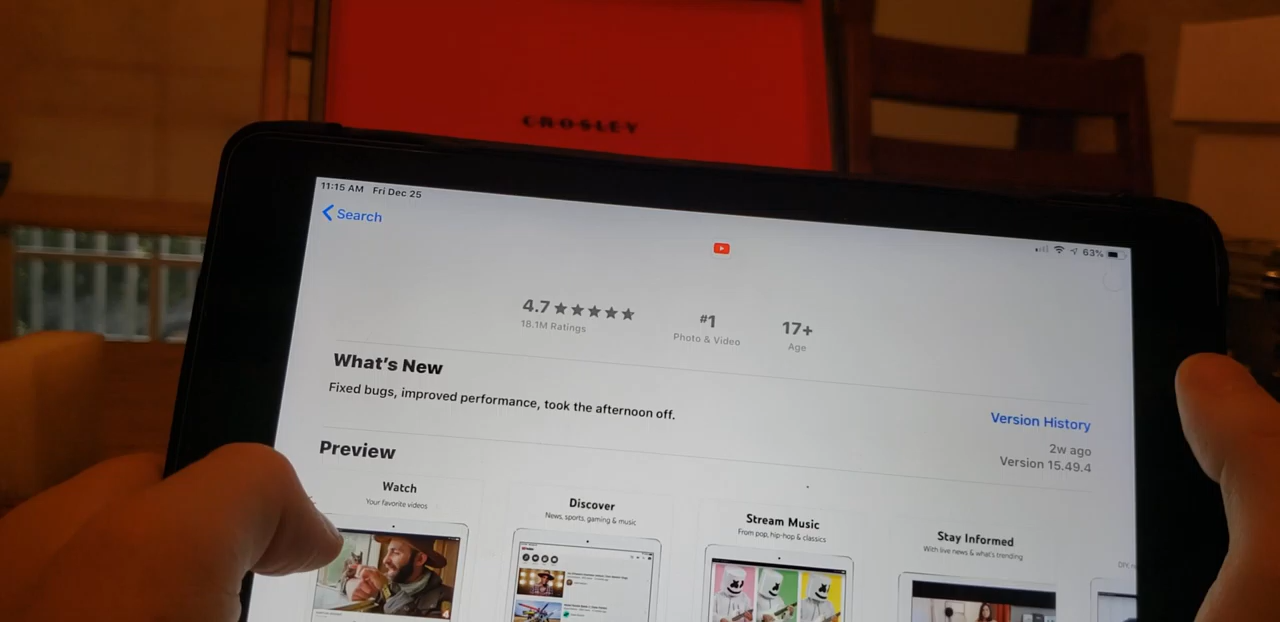 CROSLEY
11:15 AM Fri Dec 25
63%
Search
4.7
18.1M Ratings
#1
Photo & Video
17+
Age
What's New
Fixed bugs, improved performance, took the afternoon off.
Version History
2w ago
Version 15.49.4
Preview
Watch
Your favorite videos
Discover
News, sports, gaming & music
Stream Music
From pop, hip-hop & classics
Stay Informed
With live news & what's trending
DIY,